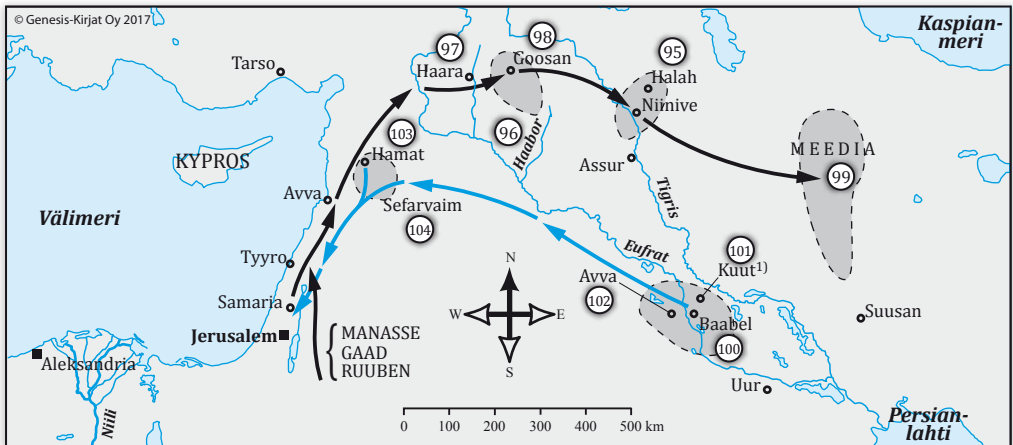 © Genesis-Kirjat Oy 2017
Kaspian-
meri
98
97
95
Tarso
Haara
Goosan
Halah
Niinive
103
96
Haabor
MEEDIA
99
KYPROS
Hamat
Assur
Avva
Sefarvaim
104
Tigris
Välimeri
Eufrat
101
Kuut1)
Tyyro
N
Avva
102
Samaria
W
E
Baabel
Suusan
Jerusalem
MANASSE
GAAD
RUUBEN
100
Aleksandria
S
Uur
Niili
0 100 200 300 400 500 km
Persian-
lahti